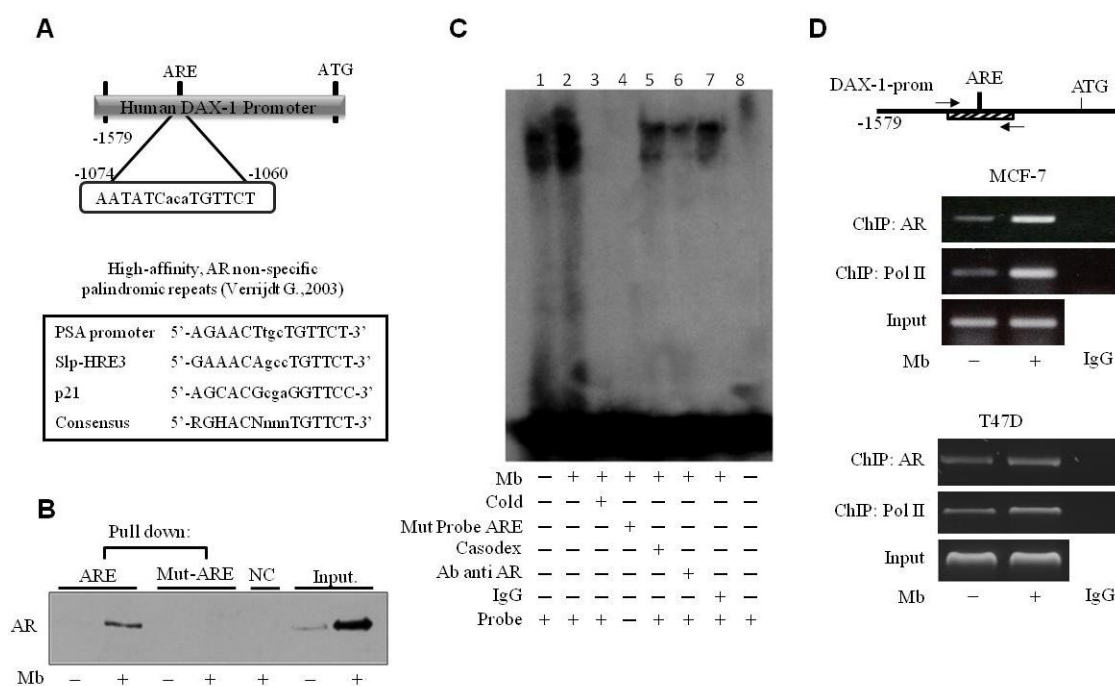 A
ARE
ATG
Human DAX-1 Promoter
-1579
-1074
-1060
AATATCacaTGTTCT
High-affinity, AR non-specific
palindromic repeats (Verrijdt G.,2003)
PSA promoter 5'-AGAACTtgcTGTTCT-3'
Slp-HRE3 5'-GAAACAgccTGTTCT-3'
p21 5'-AGCACGcgaGGTTCC-3'
Consensus 5'-RGHACNnnnTGTTCT-3'
B
Pull down:
ARE Mut-ARE NC Input.
AR
Mb – + – + + – +
C
1 2 3 4 5 6 7 8
Mb – + + + + + + –
Cold – – + – – – – –
Mut Probe ARE – – – + – – – –
Casodex – – – – + – – –
Ab anti AR – – – – – + – –
IgG – – – – – – + –
Probe + + + – + + + +
D
DAX-1-prom
ARE
ATG
-1579
MCF-7
ChIP: AR
ChIP: Pol II
Input
Mb – + IgG
T47D
ChIP: AR
ChIP: Pol II
Input
Mb – + IgG